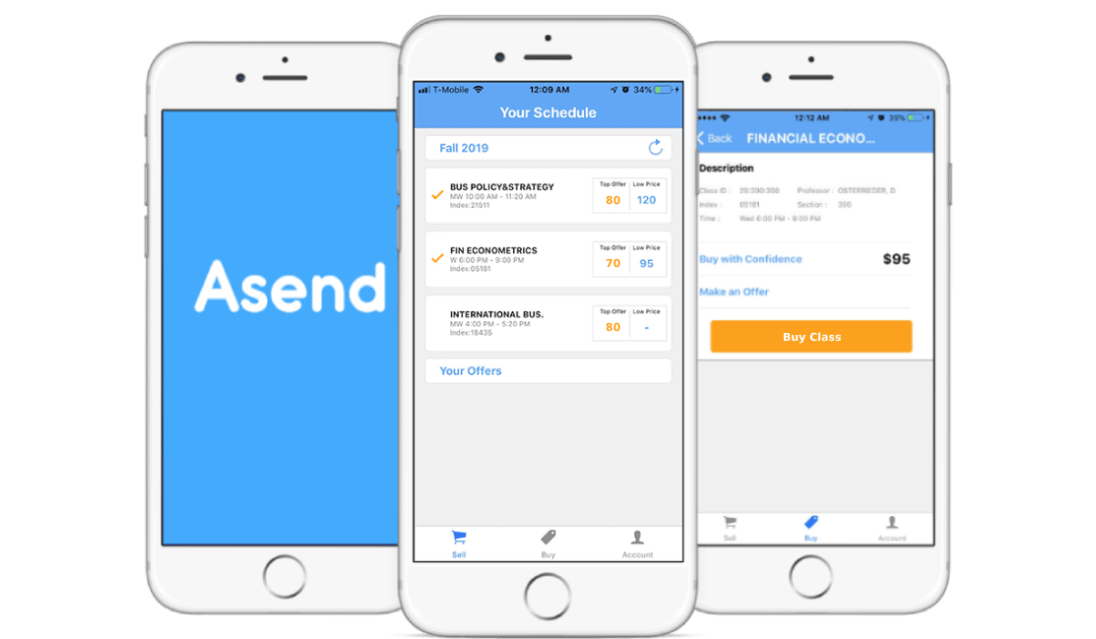 Asend
T-Mobile 12:09 AM 34%
Your Schedule
Fall 2019
BUS POLICY&STRATEGY
MW 10:00 AM - 11:20 AM
Index:21511
Top Offer Low Price
80 120
FIN ECONOMETRICS
W 6:00 PM - 9:00 PM
Index:05181
Top Offer Low Price
70 95
INTERNATIONAL BUS.
MW 4:00 PM - 5:20 PM
Index:18435
Top Offer Low Price
80 -
Your Offers
Sell Buy Account
12:12 AM 39%
Back FINANCIAL ECONO...
Description
Class ID : 29:390:300 Professor : OSTERRIEDER, D
Index : 05181 Section : 300
Time : Wed 6:00 PM - 9:00 PM
Buy with Confidence $95
Make an Offer
Buy Class
Sell Buy Account